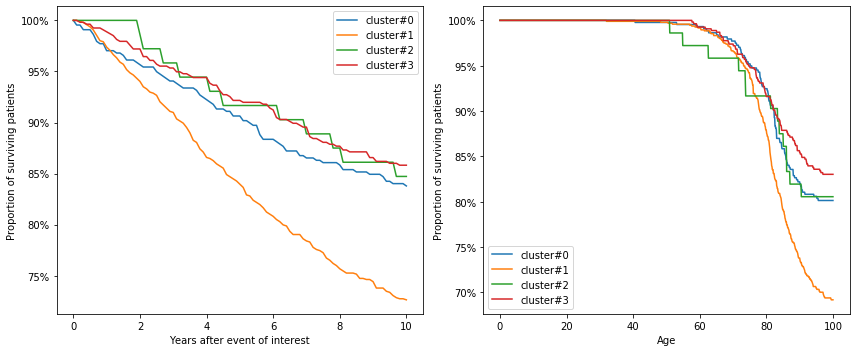 100%
95%
90%
85%
80%
75%
Proportion of surviving patients
0
2
4
6
8
10
Years after event of interest
cluster#0
cluster#1
cluster#2
cluster#3
100%
95%
90%
85%
80%
75%
70%
Proportion of surviving patients
0
20
40
60
80
100
Age
cluster#0
cluster#1
cluster#2
cluster#3